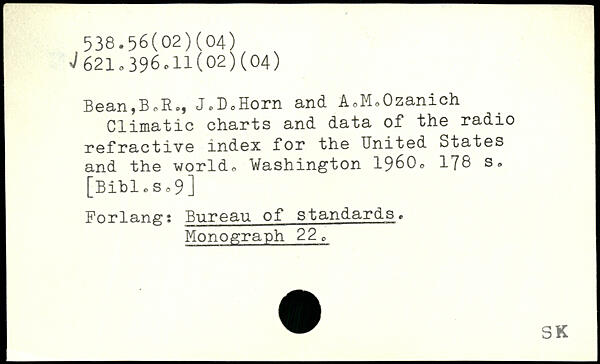 538.56(02)(04)
√621.396.11(02)(04)
Bean,B.R., J.D.Horn and A.M.Ozanich
Climatic charts and data of the radio
refractive index for the United States
and the world. Washington 1960. 178 s.
[Bibl.s.9]
Forlang: Bureau of standards.
Monograph 22.
SK